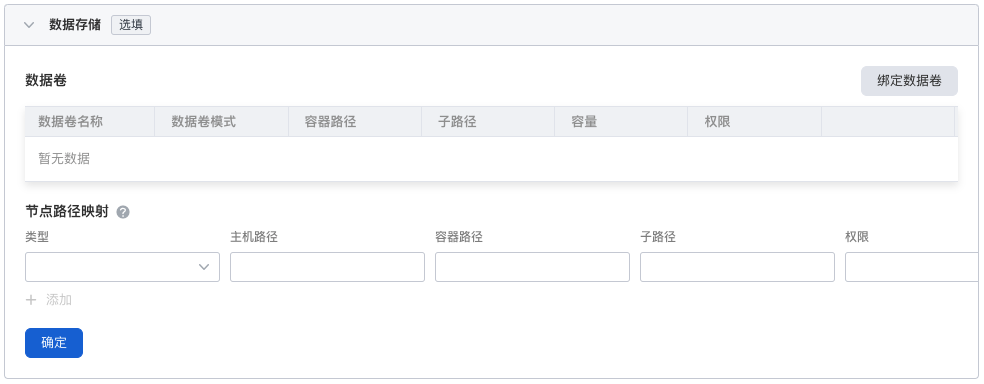 数据存储 选填
数据卷 绑定数据卷
数据卷名称 数据卷模式 容器路径 子路径 容量 权限
暂无数据
节点路径映射 ?
类型 主机路径 容器路径 子路径 权限
+ 添加
确定